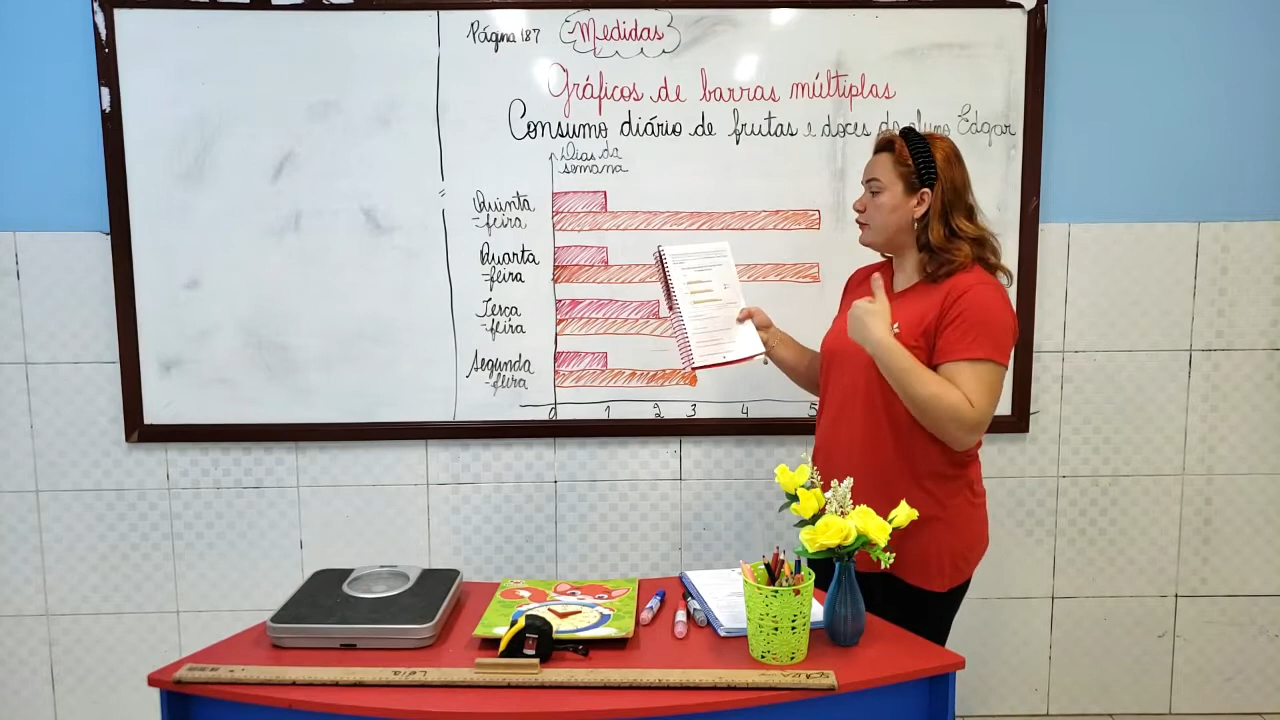 Página 187
Medidas
Gráficos de barras múltiplas
Consumo diário de frutas e doces do aluno Edgar
Dias da
semana
Quinta
-feira
Quarta
-feira
Terça
-feira
Segunda
-feira
0 1 2 3 4 5
Léia